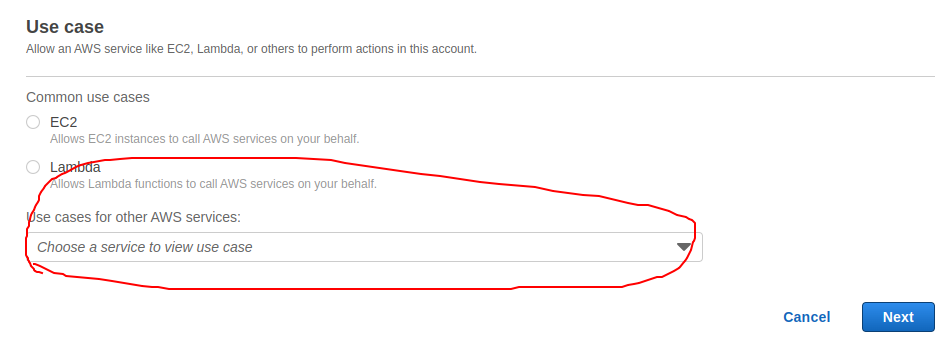 Use case
Allow an AWS service like EC2, Lambda, or others to perform actions in this account.
Common use cases
EC2
Allows EC2 instances to call AWS services on your behalf.
Lambda
Allows Lambda functions to call AWS services on your behalf.
Use cases for other AWS services:
Choose a service to view use case
Cancel
Next